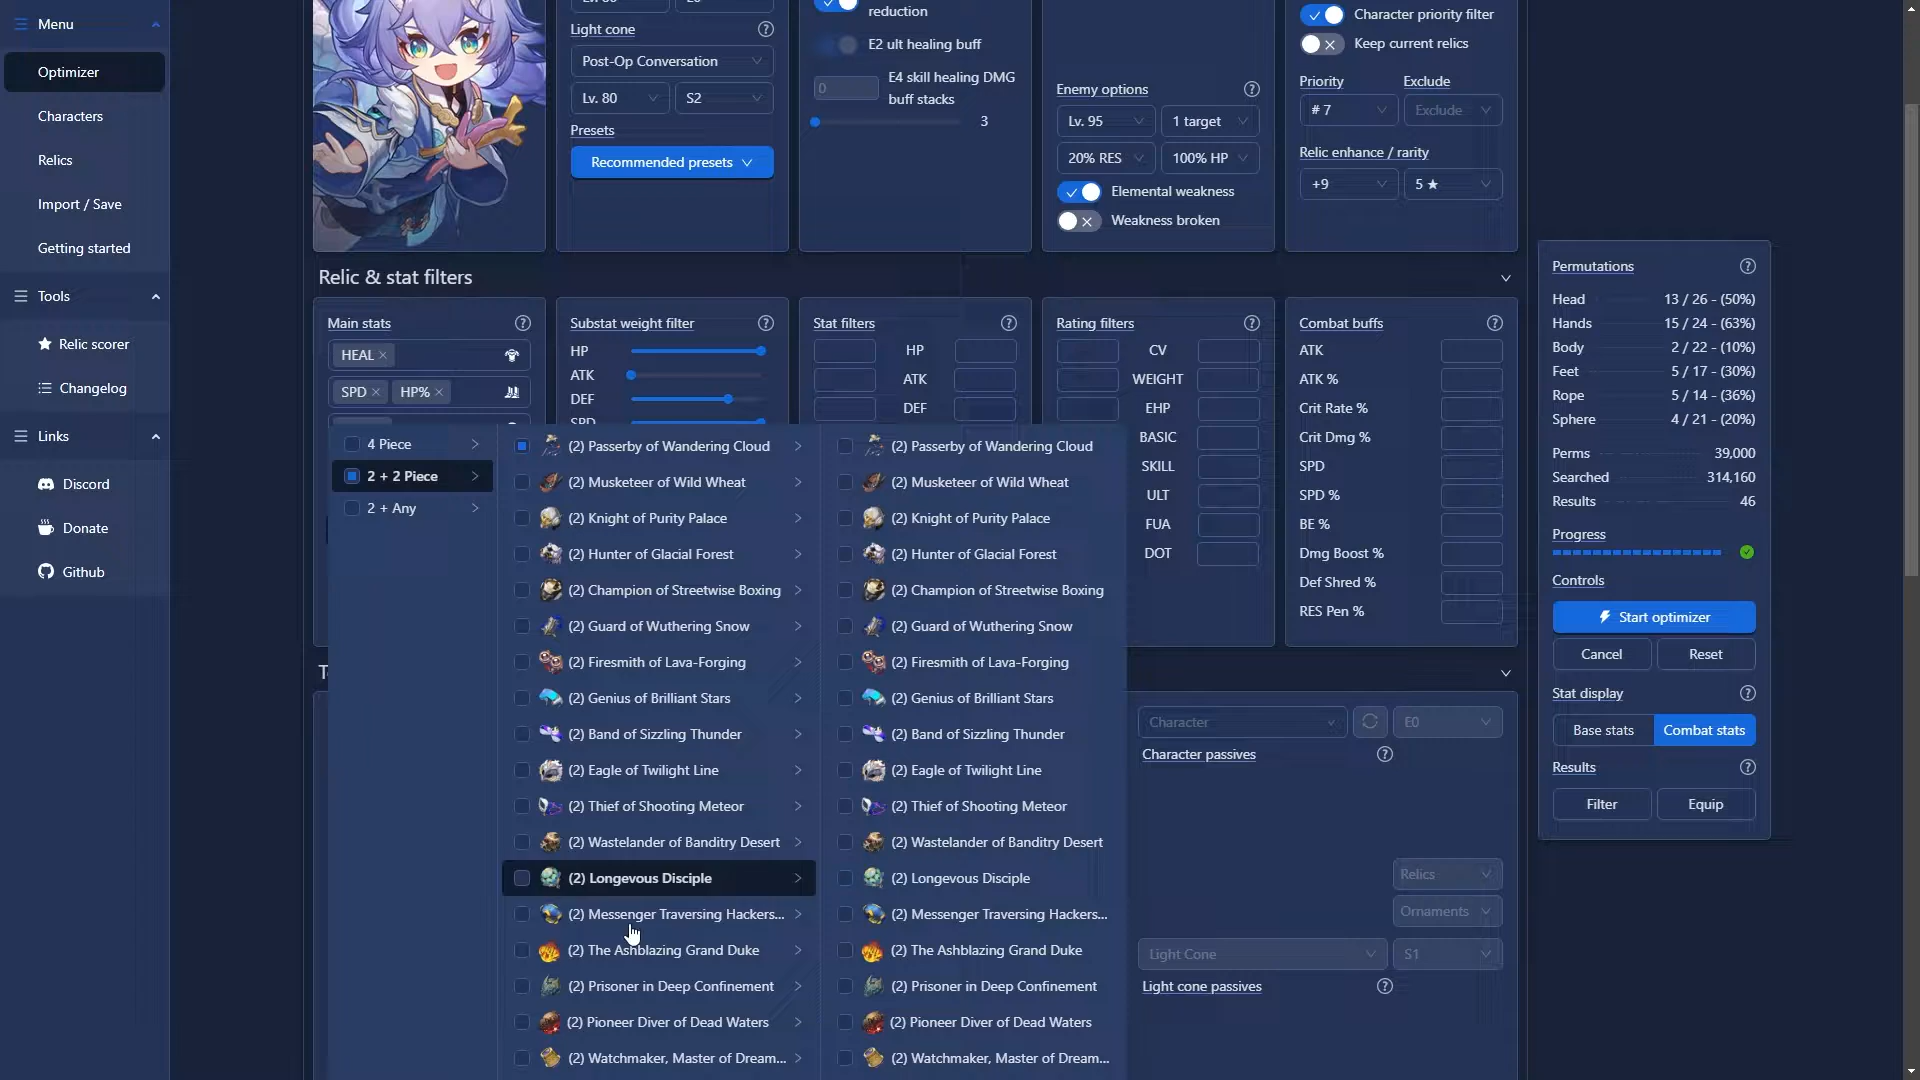 Menu
Optimizer
Characters
Relics
Import / Save
Getting started
Tools
Relic scorer
Changelog
Links
Discord
Donate
Github
Light cone
Post-Op Conversation
Lv. 80
S2
Presets
Recommended presets
reduction
E2 ult healing buff
0
E4 skill healing DMG
buff stacks
3
Enemy options
Lv. 95
1 target
20% RES
100% HP
Elemental weakness
Weakness broken
Character priority filter
Keep current relics
Priority
Exclude
# 7
Exclude
Relic enhance / rarity
+9
5 ★
Relic & stat filters
Main stats
HEAL
SPD
HP%
Substat weight filter
HP
ATK
DEF
SPD
Stat filters
HP
ATK
DEF
Rating filters
CV
WEIGHT
EHP
BASIC
SKILL
ULT
FUA
DOT
Combat buffs
ATK
ATK %
Crit Rate %
Crit Dmg %
SPD
SPD %
BE %
Dmg Boost %
Def Shred %
RES Pen %
4 Piece
2 + 2 Piece
2 + Any
(2) Passerby of Wandering Cloud
(2) Musketeer of Wild Wheat
(2) Knight of Purity Palace
(2) Hunter of Glacial Forest
(2) Champion of Streetwise Boxing
(2) Guard of Wuthering Snow
(2) Firesmith of Lava-Forging
(2) Genius of Brilliant Stars
(2) Band of Sizzling Thunder
(2) Eagle of Twilight Line
(2) Thief of Shooting Meteor
(2) Wastelander of Banditry Desert
(2) Longevous Disciple
(2) Messenger Traversing Hackers...
(2) The Ashblazing Grand Duke
(2) Prisoner in Deep Confinement
(2) Pioneer Diver of Dead Waters
(2) Watchmaker, Master of Dream...
(2) Passerby of Wandering Cloud
(2) Musketeer of Wild Wheat
(2) Knight of Purity Palace
(2) Hunter of Glacial Forest
(2) Champion of Streetwise Boxing
(2) Guard of Wuthering Snow
(2) Firesmith of Lava-Forging
(2) Genius of Brilliant Stars
(2) Band of Sizzling Thunder
(2) Eagle of Twilight Line
(2) Thief of Shooting Meteor
(2) Wastelander of Banditry Desert
(2) Longevous Disciple
(2) Messenger Traversing Hackers...
(2) The Ashblazing Grand Duke
(2) Prisoner in Deep Confinement
(2) Pioneer Diver of Dead Waters
(2) Watchmaker, Master of Dream...
Character
E0
Character passives
Relics
Ornaments
Light Cone
S1
Light cone passives
Permutations
Head 13 / 26 - (50%)
Hands 15 / 24 - (63%)
Body 2 / 22 - (10%)
Feet 5 / 17 - (30%)
Rope 5 / 14 - (36%)
Sphere 4 / 21 - (20%)
Perms 39,000
Searched 314,160
Results 46
Progress
Controls
Start optimizer
Cancel
Reset
Stat display
Base stats
Combat stats
Results
Filter
Equip